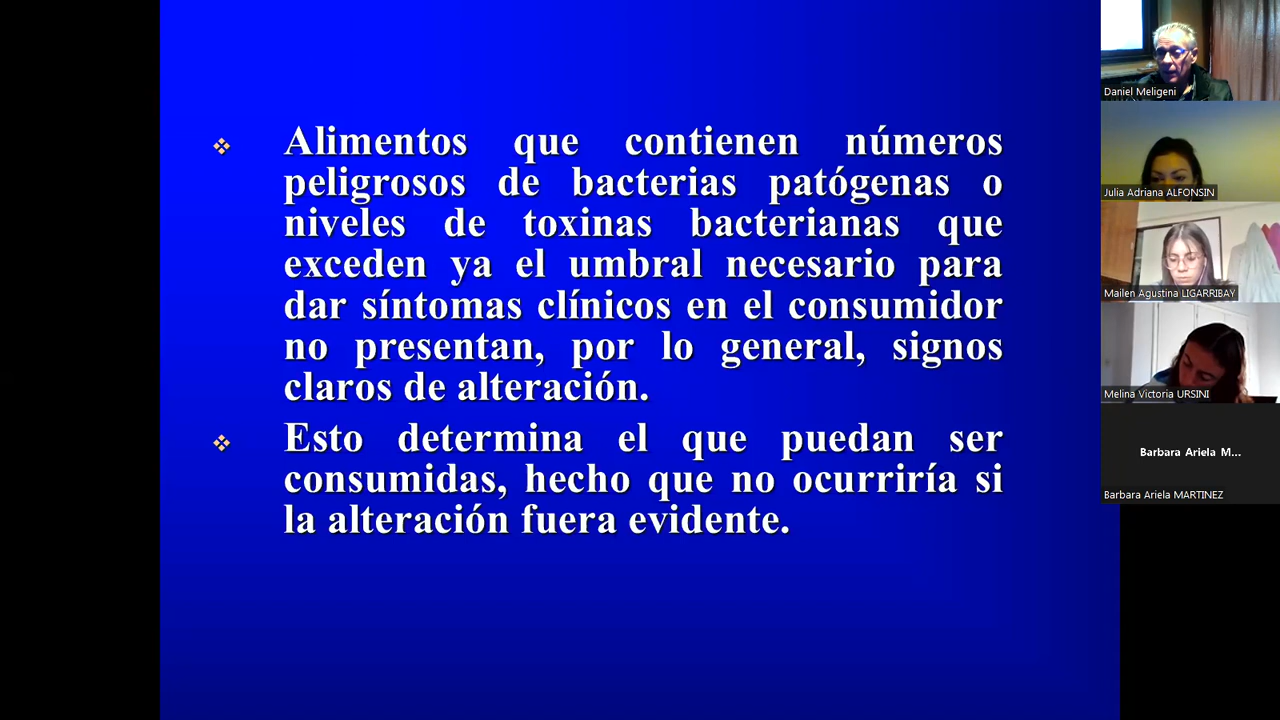 Alimentos que contienen números
peligrosos de bacterias patógenas o
niveles de toxinas bacterianas que
exceden ya el umbral necesario para
dar síntomas clínicos en el consumidor
no presentan, por lo general, signos
claros de alteración.
Esto determina el que puedan ser
consumidas, hecho que no ocurriría si
la alteración fuera evidente.
Daniel Meligeni
Julia Adriana ALFONSIN
Mailen Agustina LIGARRIBAY
Melina Victoria URSINI
Barbara Ariela M...
Barbara Ariela MARTINEZ